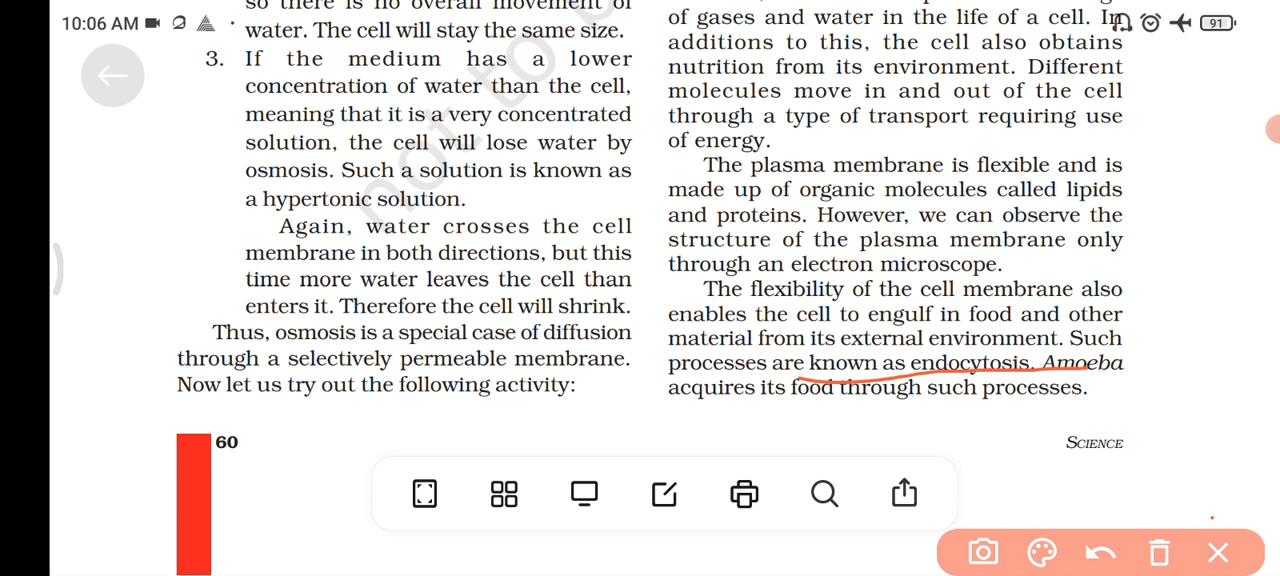 10:06 AM
91
so there is no overall movement of
water. The cell will stay the same size.
3. If the medium has a lower
concentration of water than the cell,
meaning that it is a very concentrated
solution, the cell will lose water by
osmosis. Such a solution is known as
a hypertonic solution.
Again, water crosses the cell
membrane in both directions, but this
time more water leaves the cell than
enters it. Therefore the cell will shrink.
Thus, osmosis is a special case of diffusion
through a selectively permeable membrane.
Now let us try out the following activity:
60
of gases and water in the life of a cell. In
additions to this, the cell also obtains
nutrition from its environment. Different
molecules move in and out of the cell
through a type of transport requiring use
of energy.
The plasma membrane is flexible and is
made up of organic molecules called lipids
and proteins. However, we can observe the
structure of the plasma membrane only
through an electron microscope.
The flexibility of the cell membrane also
enables the cell to engulf in food and other
material from its external environment. Such
processes are known as endocytosis. Amoeba
acquires its food through such processes.
SCIENCE
not to